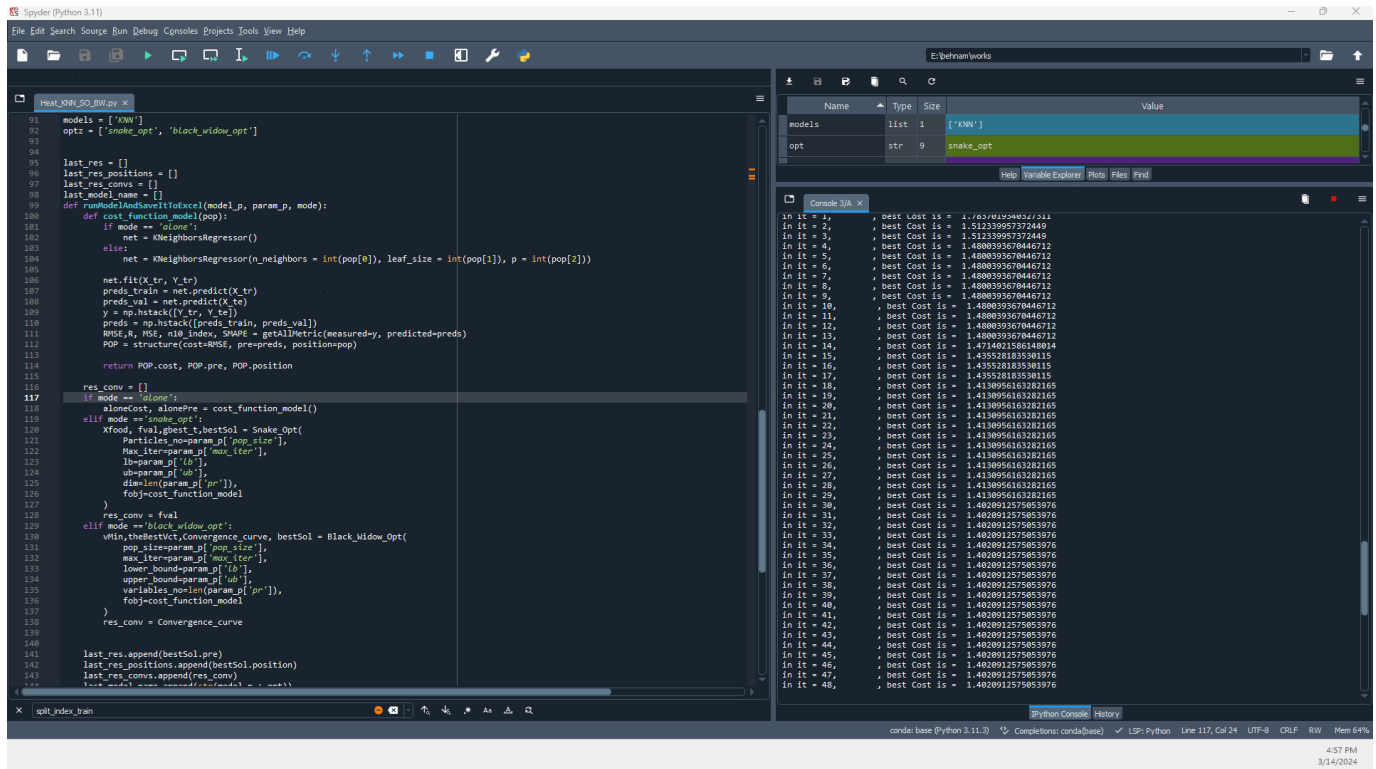 Spyder (Python 3.11)
File Edit Search Source Run Debug Consoles Projects Tools View Help
E:\behnam\works
Heat_KNN_SO_BW.py
91 models = ['KNN']
92 optz = ['snake_opt', 'black_widow_opt']
93
94
95 last_res = []
96 last_res_positions = []
97 last_res_convs = []
98 last_model_name = []
99 def runModelAndSaveItToExcel(model_p, param_p, mode):
100 def cost_function_model(pop):
101 if mode == 'alone':
102 net = KNeighborsRegressor()
103 else:
104 net = KNeighborsRegressor(n_neighbors = int(pop[0]), leaf_size = int(pop[1]), p = int(pop[2]))
105
106 net.fit(X_tr, Y_tr)
107 preds_train = net.predict(X_tr)
108 preds_val = net.predict(X_te)
109 y = np.hstack([Y_tr, Y_te])
110 preds = np.hstack([preds_train, preds_val])
111 RMSE,R, MSE, n10_index, SMAPE = getAllMetric(measured=y, predicted=preds)
112 POP = structure(cost=RMSE, pre=preds, position=pop)
113
114 return POP.cost, POP.pre, POP.position
115
116 res_conv = []
117 if mode == 'alone':
118 aloneCost, alonePre = cost_function_model()
119 elif mode =='snake_opt':
120 Xfood, fval,gbest_t,bestSol = Snake_Opt(
121 Particles_no=param_p['pop_size'],
122 Max_iter=param_p['max_iter'],
123 lb=param_p['lb'],
124 ub=param_p['ub'],
125 dim=len(param_p['pr']),
126 fobj=cost_function_model
127 )
128 res_conv = fval
129 elif mode =='black_widow_opt':
130 vMin,theBestVct,Convergence_curve, bestSol = Black_Widow_Opt(
131 pop_size=param_p['pop_size'],
132 max_iter=param_p['max_iter'],
133 lower_bound=param_p['lb'],
134 upper_bound=param_p['ub'],
135 variables_no=len(param_p['pr']),
136 fobj=cost_function_model
137 )
138 res_conv = Convergence_curve
139
140
141 last_res.append(bestSol.pre)
142 last_res_positions.append(bestSol.position)
143 last_res_convs.append(res_conv)
split_index_train
Aa
Name Type Size Value
models list 1 ['KNN']
opt str 9 snake_opt
Help Variable Explorer Plots Files Find
Console 3/A
in it = 1, , best Cost is = 1.7837019340327311
in it = 2, , best Cost is = 1.512339957372449
in it = 3, , best Cost is = 1.512339957372449
in it = 4, , best Cost is = 1.4800393670446712
in it = 5, , best Cost is = 1.4800393670446712
in it = 6, , best Cost is = 1.4800393670446712
in it = 7, , best Cost is = 1.4800393670446712
in it = 8, , best Cost is = 1.4800393670446712
in it = 9, , best Cost is = 1.4800393670446712
in it = 10, , best Cost is = 1.4800393670446712
in it = 11, , best Cost is = 1.4800393670446712
in it = 12, , best Cost is = 1.4800393670446712
in it = 13, , best Cost is = 1.4800393670446712
in it = 14, , best Cost is = 1.4714021586148014
in it = 15, , best Cost is = 1.435528183530115
in it = 16, , best Cost is = 1.435528183530115
in it = 17, , best Cost is = 1.435528183530115
in it = 18, , best Cost is = 1.4130956163282165
in it = 19, , best Cost is = 1.4130956163282165
in it = 20, , best Cost is = 1.4130956163282165
in it = 21, , best Cost is = 1.4130956163282165
in it = 22, , best Cost is = 1.4130956163282165
in it = 23, , best Cost is = 1.4130956163282165
in it = 24, , best Cost is = 1.4130956163282165
in it = 25, , best Cost is = 1.4130956163282165
in it = 26, , best Cost is = 1.4130956163282165
in it = 27, , best Cost is = 1.4130956163282165
in it = 28, , best Cost is = 1.4130956163282165
in it = 29, , best Cost is = 1.4130956163282165
in it = 30, , best Cost is = 1.4020912575053976
in it = 31, , best Cost is = 1.4020912575053976
in it = 32, , best Cost is = 1.4020912575053976
in it = 33, , best Cost is = 1.4020912575053976
in it = 34, , best Cost is = 1.4020912575053976
in it = 35, , best Cost is = 1.4020912575053976
in it = 36, , best Cost is = 1.4020912575053976
in it = 37, , best Cost is = 1.4020912575053976
in it = 38, , best Cost is = 1.4020912575053976
in it = 39, , best Cost is = 1.4020912575053976
in it = 40, , best Cost is = 1.4020912575053976
in it = 41, , best Cost is = 1.4020912575053976
in it = 42, , best Cost is = 1.4020912575053976
in it = 43, , best Cost is = 1.4020912575053976
in it = 44, , best Cost is = 1.4020912575053976
in it = 45, , best Cost is = 1.4020912575053976
in it = 46, , best Cost is = 1.4020912575053976
in it = 47, , best Cost is = 1.4020912575053976
in it = 48, , best Cost is = 1.4020912575053976
IPython Console History
conda: base (Python 3.11.3) Completions: conda(base) LSP: Python Line 117, Col 24 UTF-8 CRLF RW Mem 64%
4:57 PM
3/14/2024